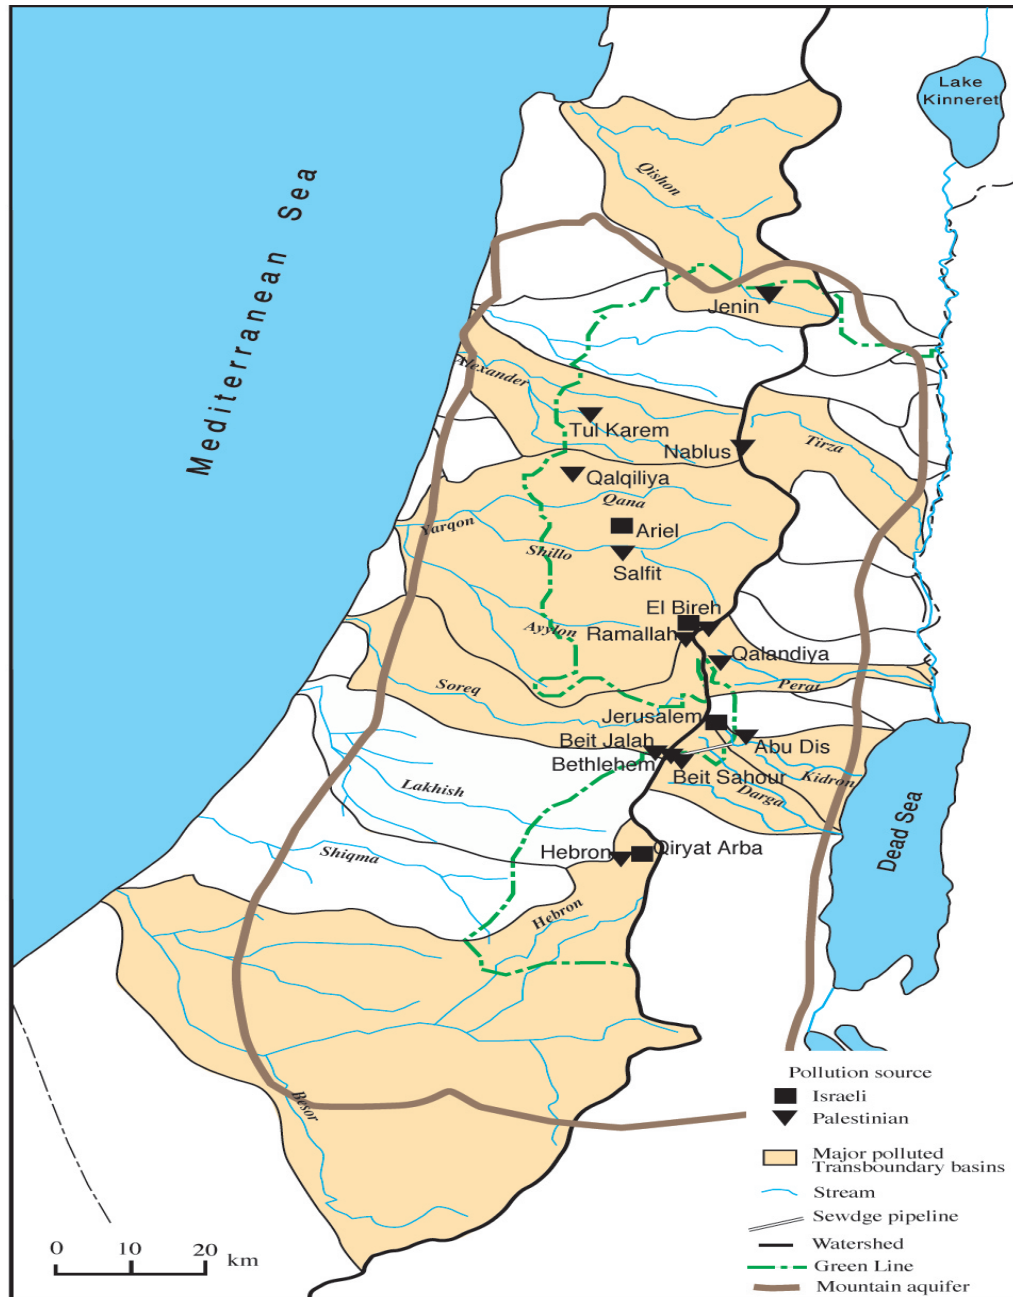 Lake
Kinneret
Mediterranean Sea
Qishon
Jenin
Alexander
Tul Karem
Nablus
Tirza
Qalqiliya
Qana
Yarqon
Ariel
Shillo
Salfit
El Bireh
Ayylon
Ramallah
Qalandiya
Soreq
Perat
Jerusalem
Beit Jalah
Abu Dis
Bethlehem
Beit Sahour
Kidron
Lakhish
Darga
Dead Sea
Shiqma
Hebron
Qiryat Arba
Hebron
Besor
Pollution source
Israeli
Palestinian
Major polluted
Transboundary basins
Stream
Sewdge pipeline
Watershed
Green Line
Mountain aquifer
0 10 20
km